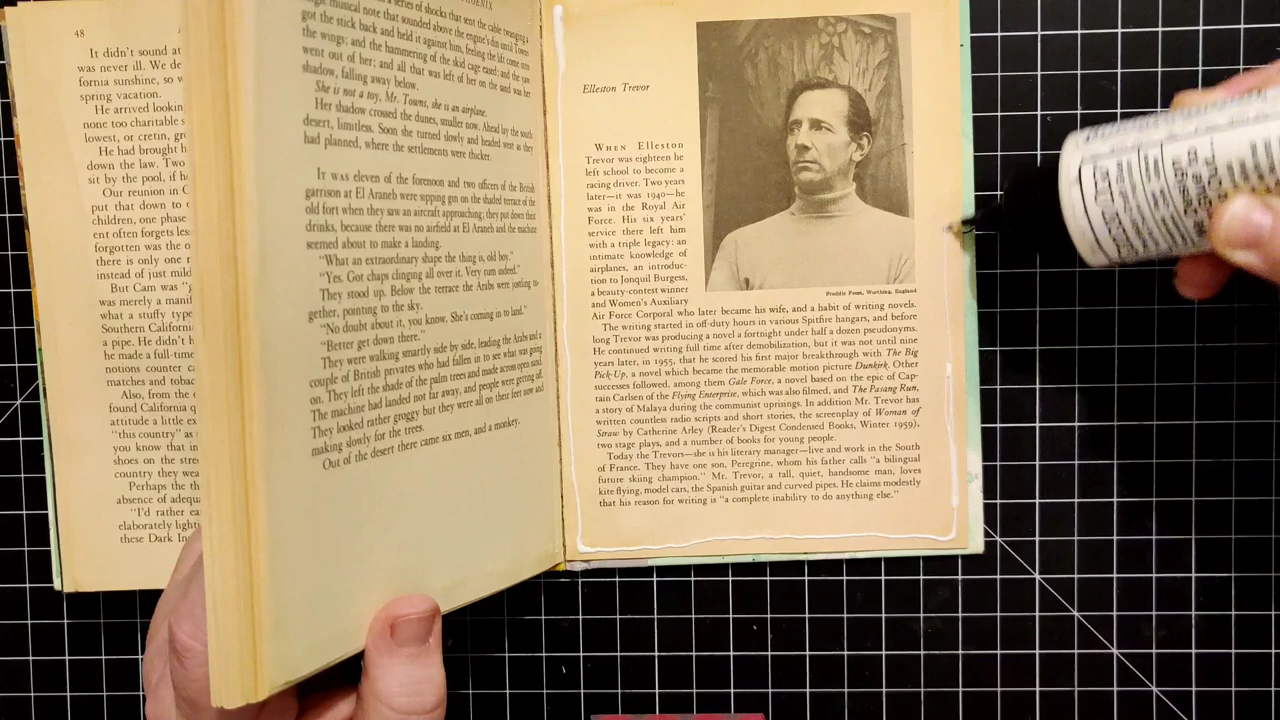 48
It didn't sound at
was never ill. We de
fornia sunshine, so w
spring vacation.
He arrived lookin
none too charitable s
lowest, or cretin, gr
He had brought h
down the law. Two
sit by the pool, if h
Our reunion in C
put that down to
children, one phase
ent often forgets les
forgotten was the o
there is only one r
instead of just mild
But Cam was "
was merely a manif
what a stuffy type
Southern Californi
a pipe. He didn't h
he made a full-time
notions counter c
matches and tobac
Also, from the
found California q
attitude a little ex
"this country" as
you know that in
shoes on the stre
country they wea
Perhaps the th
absence of adequ
"I'd rather ea
elaborately light
these Dark In
PHOENIX
series of shocks that sent the cable twanging a
musical note that sounded above the engine's din until Towns
got the stick back and held it against him, feeling the lift come into
the wings; and the hammering of the skid cage eased; and the saw
went out of her; and all that was left of her on the sand was her
shadow, falling away below.
She is not a toy, Mr. Towns, she is an airplane.
Her shadow crossed the dunes, smaller now. Ahead lay the south
desert, limitless. Soon she turned slowly and headed west as they
had planned, where the settlements were thicker.
It was eleven of the forenoon and two officers of the British
garrison at El Araneb were sipping gin on the shaded terrace of the
old fort when they saw an aircraft approaching; they put down their
drinks, because there was no airfield at El Araneb and the machine
seemed about to make a landing.
"What an extraordinary shape the thing is, old boy."
"Yes. Got chaps clinging all over it. Very rum indeed."
They stood up. Below the terrace the Arabs were jostling to-
gether, pointing to the sky.
"No doubt about it, you know. She's coming in to land."
"Better get down there."
They were walking smartly side by side, leading the Arabs and a
couple of British privates who had fallen in to see what was going
on. They left the shade of the palm trees and made across open sand.
The machine had landed not far away, and people were getting off.
They looked rather groggy but they were all on their feet now and
making slowly for the trees.
Out of the desert there came six men, and a monkey.
Elleston Trevor
WHEN Elleston
Trevor was eighteen he
left school to become a
racing driver. Two years
later—it was 1940—he
was in the Royal Air
Force. His six years'
service there left him
with a triple legacy: an
intimate knowledge of
airplanes, an introduc-
tion to Jonquil Burgess,
a beauty-contest winner
and Women's Auxiliary
Freddie Feest, Worthing, England
Air Force Corporal who later became his wife, and a habit of writing novels.
The writing started in off-duty hours in various Spitfire hangars, and before
long Trevor was producing a novel a fortnight under half a dozen pseudonyms.
He continued writing full time after demobilization, but it was not until nine
years later, in 1955, that he scored his first major breakthrough with The Big
Pick-Up, a novel which became the memorable motion picture Dunkirk. Other
successes followed, among them Gale Force, a novel based on the epic of Cap-
tain Carlsen of the Flying Enterprise, which was also filmed, and The Pasang Run,
a story of Malaya during the communist uprisings. In addition Mr. Trevor has
written countless radio scripts and short stories, the screenplay of Woman of
Straw by Catherine Arley (Reader's Digest Condensed Books, Winter 1959),
two stage plays, and a number of books for young people.
Today the Trevors—she is his literary manager—live and work in the South
of France. They have one son, Peregrine, whom his father calls "a bilingual
future skiing champion." Mr. Trevor, a tall, quiet, handsome man, loves
kite flying, model cars, the Spanish guitar and curved pipes. He claims modestly
that his reason for writing is "a complete inability to do anything else."